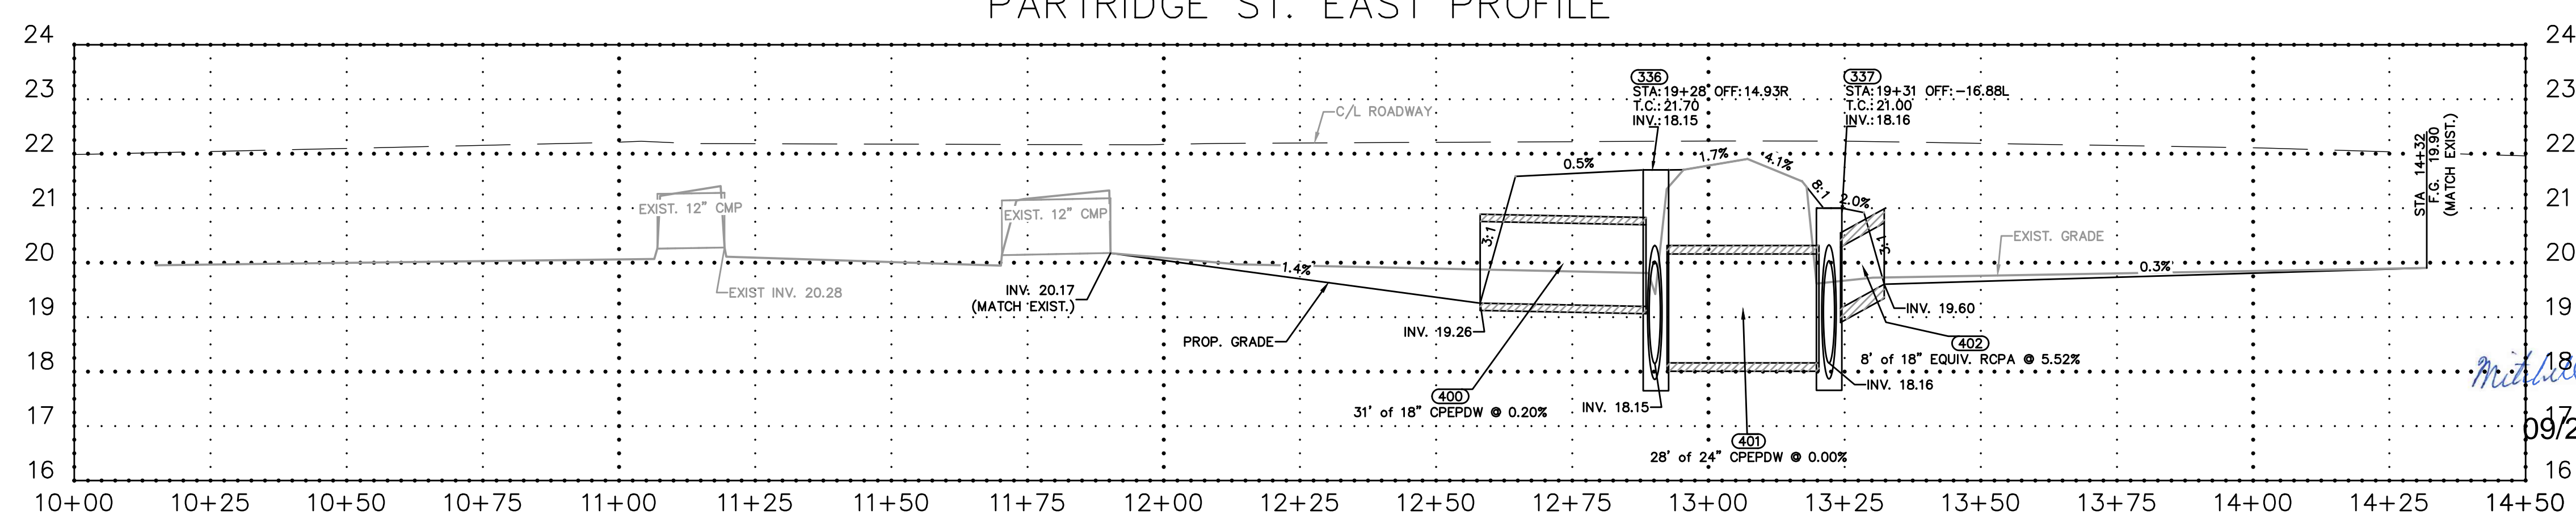 PARTRIDGE ST. EAST PROFILE
24
24
23
23
22
22
21
21
20
20
19
19
18
18
17
17
16
16
C/L ROADWAY
336
STA:19+28 OFF:14.93R
T.C.:21.70
INV.:18.15
337
STA:19+31 OFF:-16.88L
T.C.:21.00
INV.:18.16
STA 14+32
F.G. 19.90
(MATCH EXIST.)
0.5%
1.7%
4.1%
8:1
2.0%
3:1
3:1
EXIST. 12" CMP
EXIST. 12" CMP
EXIST INV. 20.28
INV. 20.17
(MATCH EXIST.)
1.4%
PROP. GRADE
INV. 19.26
EXIST. GRADE
0.3%
INV. 19.60
402
8' of 18" EQUIV. RCPA @ 5.52%
INV. 18.16
400
31' of 18" CPEPDW @ 0.20%
INV. 18.15
401
28' of 24" CPEPDW @ 0.00%
09/2
10+00
10+25
10+50
10+75
11+00
11+25
11+50
11+75
12+00
12+25
12+50
12+75
13+00
13+25
13+50
13+75
14+00
14+25
14+50